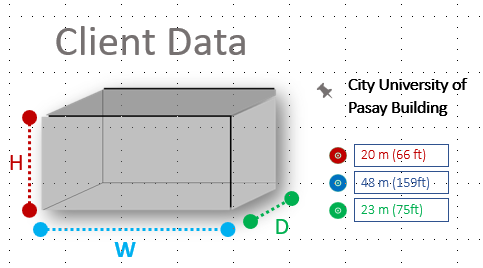 Client Data
City University of
Pasay Building
H
20 m (66 ft)
48 m (159ft)
23 m (75ft)
D
W